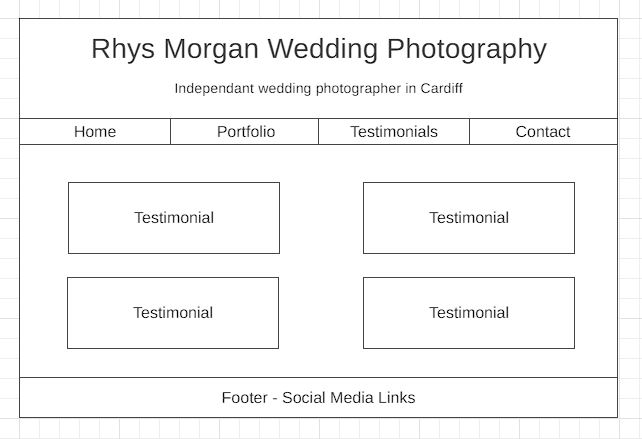 Rhys Morgan Wedding Photography
Independant wedding photographer in Cardiff
Home Portfolio Testimonials Contact
Testimonial Testimonial
Testimonial Testimonial
Footer - Social Media Links